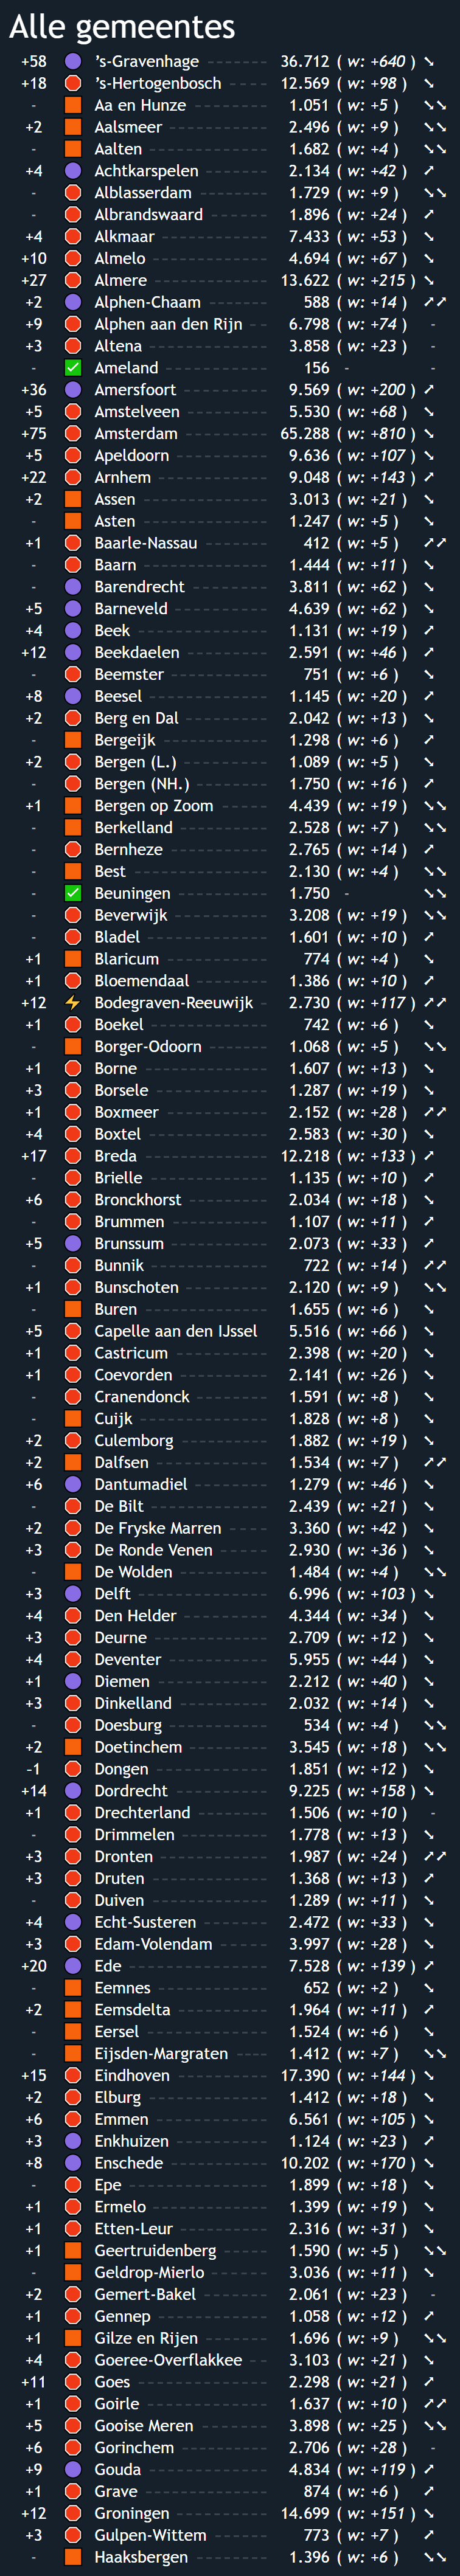 Alle gemeentes
+58 's-Gravenhage 36.712 ( w: +640 )
+18 's-Hertogenbosch 12.569 ( w: +98 )
- Aa en Hunze 1.051 ( w: +5 )
+2 Aalsmeer 2.496 ( w: +9 )
- Aalten 1.682 ( w: +4 )
+4 Achtkarspelen 2.134 ( w: +42 )
- Alblasserdam 1.729 ( w: +9 )
- Albrandswaard 1.896 ( w: +24 )
+4 Alkmaar 7.433 ( w: +53 )
+10 Almelo 4.694 ( w: +67 )
+27 Almere 13.622 ( w: +215 )
+2 Alphen-Chaam 588 ( w: +14 )
+9 Alphen aan den Rijn 6.798 ( w: +74 ) -
+3 Altena 3.858 ( w: +23 ) -
- Ameland 156 - -
+36 Amersfoort 9.569 ( w: +200 )
+5 Amstelveen 5.530 ( w: +68 )
+75 Amsterdam 65.288 ( w: +810 )
+5 Apeldoorn 9.636 ( w: +107 )
+22 Arnhem 9.048 ( w: +143 )
+2 Assen 3.013 ( w: +21 )
- Asten 1.247 ( w: +5 )
+1 Baarle-Nassau 412 ( w: +5 )
- Baarn 1.444 ( w: +11 )
- Barendrecht 3.811 ( w: +62 )
+5 Barneveld 4.639 ( w: +62 )
+4 Beek 1.131 ( w: +19 )
+12 Beekdaelen 2.591 ( w: +46 )
- Beemster 751 ( w: +6 )
+8 Beesel 1.145 ( w: +20 )
+2 Berg en Dal 2.042 ( w: +13 )
- Bergeijk 1.298 ( w: +6 )
+2 Bergen (L.) 1.089 ( w: +5 )
- Bergen (NH.) 1.750 ( w: +16 )
+1 Bergen op Zoom 4.439 ( w: +19 )
- Berkelland 2.528 ( w: +7 )
- Bernheze 2.765 ( w: +14 )
- Best 2.130 ( w: +4 )
- Beuningen 1.750 -
- Beverwijk 3.208 ( w: +19 )
- Bladel 1.601 ( w: +10 )
+1 Blaricum 774 ( w: +4 )
+1 Bloemendaal 1.386 ( w: +10 )
+12 Bodegraven-Reeuwijk 2.730 ( w: +117 )
+1 Boekel 742 ( w: +6 )
- Borger-Odoorn 1.068 ( w: +5 )
+1 Borne 1.607 ( w: +13 )
+3 Borsele 1.287 ( w: +19 )
+1 Boxmeer 2.152 ( w: +28 )
+4 Boxtel 2.583 ( w: +30 )
+17 Breda 12.218 ( w: +133 )
- Brielle 1.135 ( w: +10 )
+6 Bronckhorst 2.034 ( w: +18 )
- Brummen 1.107 ( w: +11 )
+5 Brunssum 2.073 ( w: +33 )
- Bunnik 722 ( w: +14 )
+1 Bunschoten 2.120 ( w: +9 )
- Buren 1.655 ( w: +6 )
+5 Capelle aan den IJssel 5.516 ( w: +66 )
+1 Castricum 2.398 ( w: +20 )
+1 Coevorden 2.141 ( w: +26 )
- Cranendonck 1.591 ( w: +8 )
- Cuijk 1.828 ( w: +8 )
+2 Culemborg 1.882 ( w: +19 )
+2 Dalfsen 1.534 ( w: +7 )
+6 Dantumadiel 1.279 ( w: +46 )
- De Bilt 2.439 ( w: +21 )
+2 De Fryske Marren 3.360 ( w: +42 )
+3 De Ronde Venen 2.930 ( w: +36 )
- De Wolden 1.484 ( w: +4 )
+3 Delft 6.996 ( w: +103 )
+4 Den Helder 4.344 ( w: +34 )
+3 Deurne 2.709 ( w: +12 )
+4 Deventer 5.955 ( w: +44 )
+1 Diemen 2.212 ( w: +40 )
+3 Dinkelland 2.032 ( w: +14 )
- Doesburg 534 ( w: +4 )
+2 Doetinchem 3.545 ( w: +18 )
-1 Dongen 1.851 ( w: +12 )
+14 Dordrecht 9.225 ( w: +158 )
+1 Drechterland 1.506 ( w: +10 ) -
- Drimmelen 1.778 ( w: +13 )
+3 Dronten 1.987 ( w: +24 )
+3 Druten 1.368 ( w: +13 )
- Duiven 1.289 ( w: +11 )
+4 Echt-Susteren 2.472 ( w: +33 )
+3 Edam-Volendam 3.997 ( w: +28 )
+20 Ede 7.528 ( w: +139 )
- Eemnes 652 ( w: +2 )
+2 Eemsdelta 1.964 ( w: +11 )
- Eersel 1.524 ( w: +6 )
- Eijsden-Margraten 1.412 ( w: +7 )
+15 Eindhoven 17.390 ( w: +144 )
+2 Elburg 1.412 ( w: +18 )
+6 Emmen 6.561 ( w: +105 )
+3 Enkhuizen 1.124 ( w: +23 )
+8 Enschede 10.202 ( w: +170 )
- Epe 1.899 ( w: +18 )
+1 Ermelo 1.399 ( w: +19 )
+1 Etten-Leur 2.316 ( w: +31 )
+1 Geertruidenberg 1.590 ( w: +5 )
- Geldrop-Mierlo 3.036 ( w: +11 )
+2 Gemert-Bakel 2.061 ( w: +23 ) -
+1 Gennep 1.058 ( w: +12 )
+1 Gilze en Rijen 1.696 ( w: +9 )
+4 Goeree-Overflakkee 3.103 ( w: +21 )
+11 Goes 2.298 ( w: +21 )
+1 Goirle 1.637 ( w: +10 )
+5 Gooise Meren 3.898 ( w: +25 )
+6 Gorinchem 2.706 ( w: +28 ) -
+9 Gouda 4.834 ( w: +119 )
+1 Grave 874 ( w: +6 )
+12 Groningen 14.699 ( w: +151 )
+3 Gulpen-Wittem 773 ( w: +7 )
- Haaksbergen 1.396 ( w: +6 )